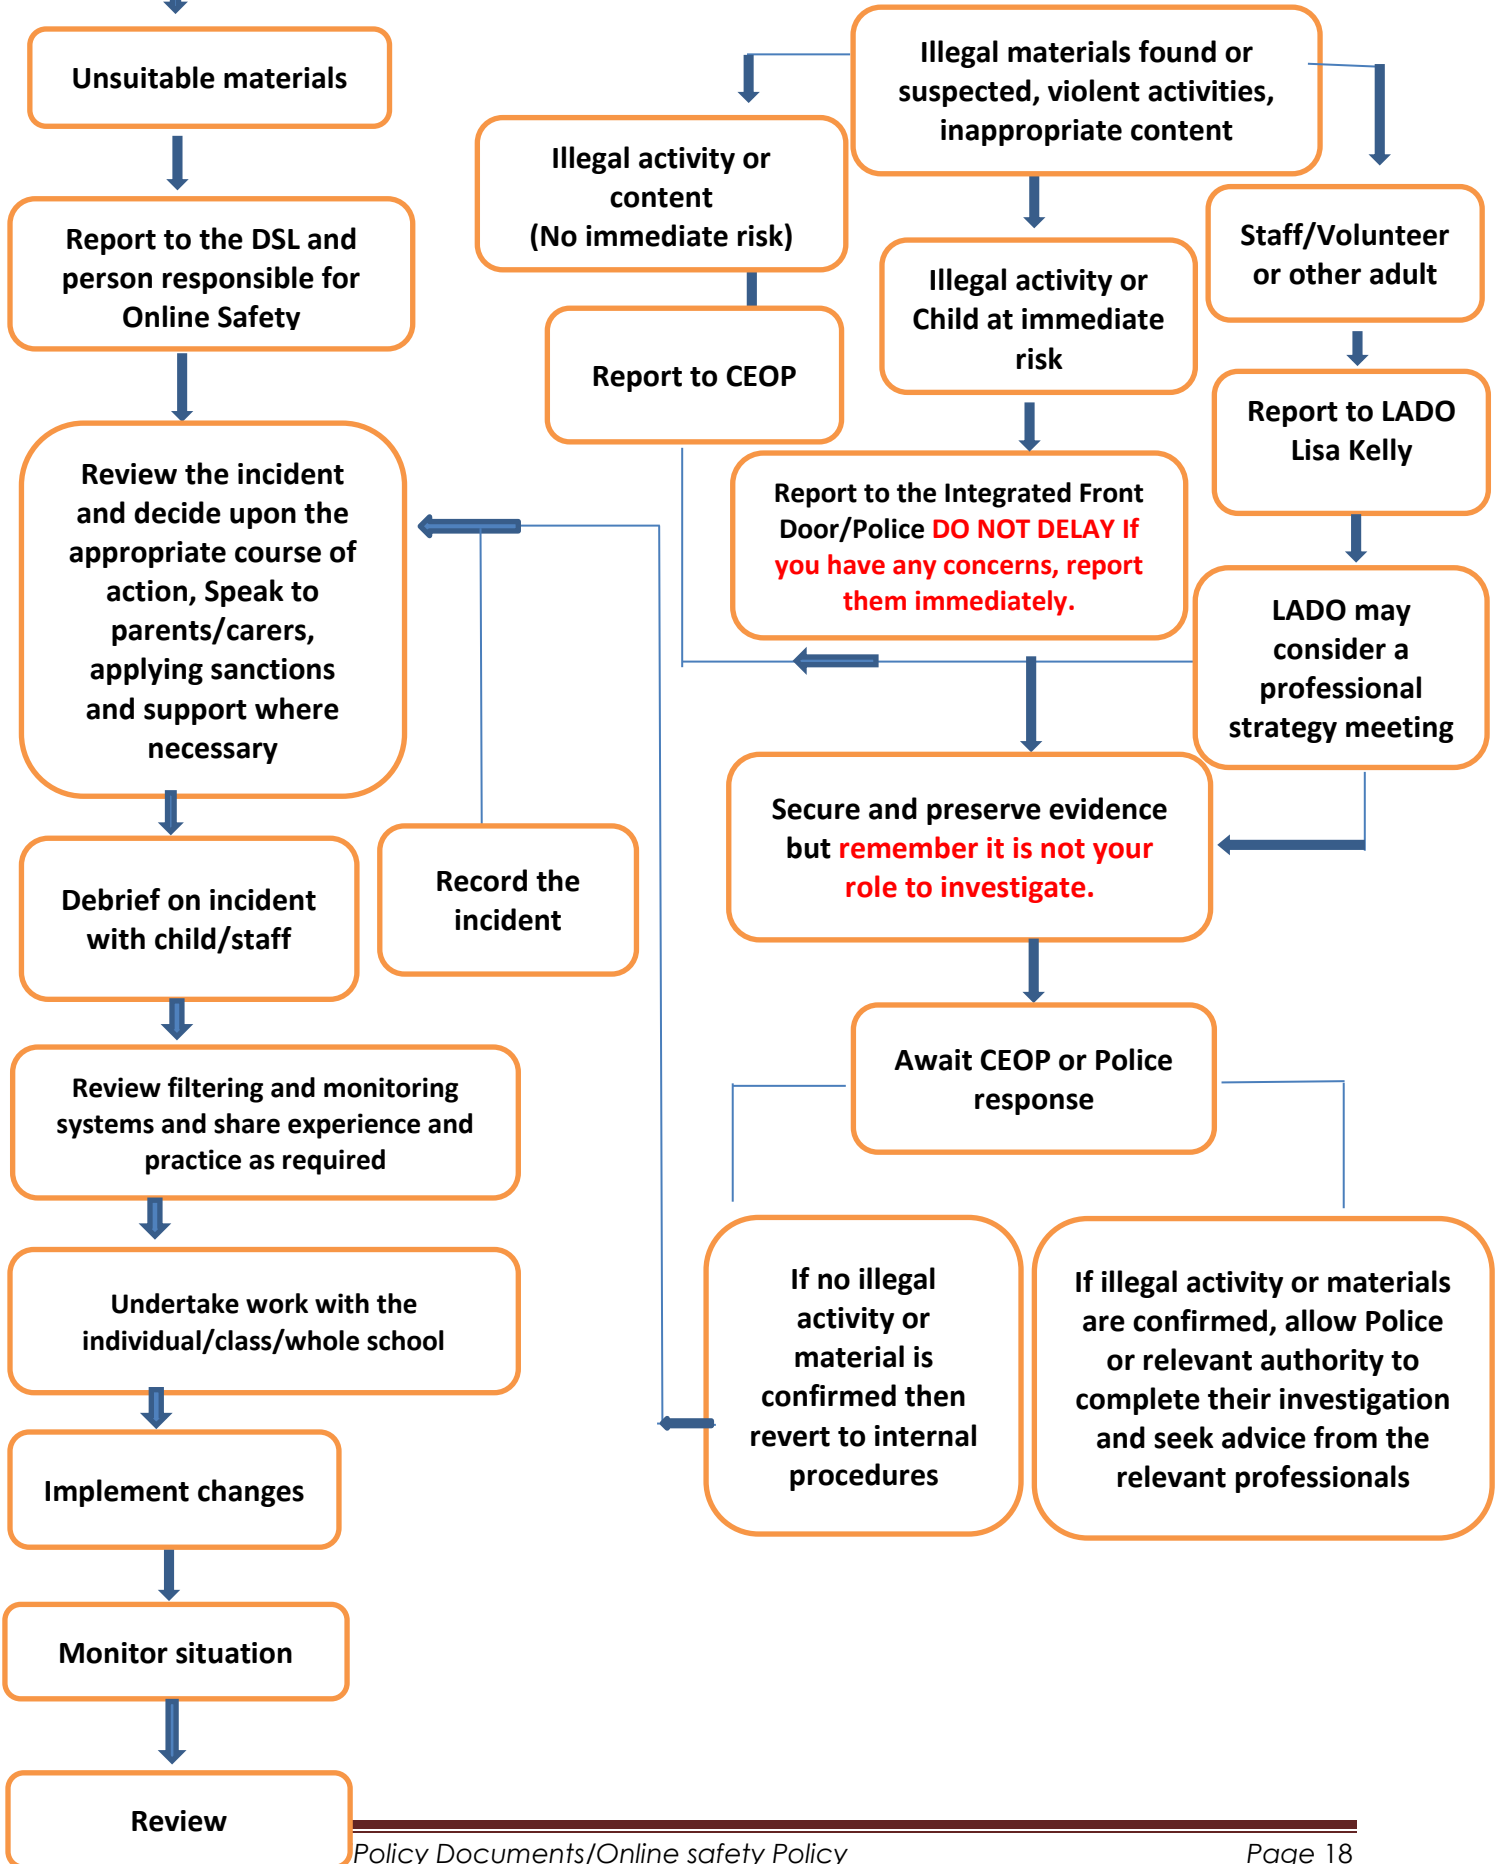 Unsuitable materials
Report to the DSL and
person responsible for
Online Safety
Review the incident
and decide upon the
appropriate course of
action, Speak to
parents/carers,
applying sanctions
and support where
necessary
Debrief on incident
with child/staff
Review filtering and monitoring
systems and share experience and
practice as required
Undertake work with the
individual/class/whole school
Implement changes
Monitor situation
Review
Record the
incident
Illegal materials found or
suspected, violent activities,
inappropriate content
Illegal activity or
content
(No immediate risk)
Report to CEOP
Illegal activity or
Child at immediate
risk
Report to the Integrated Front
Door/Police DO NOT DELAY If
you have any concerns, report
them immediately.
Staff/Volunteer
or other adult
Report to LADO
Lisa Kelly
LADO may
consider a
professional
strategy meeting
Secure and preserve evidence
but remember it is not your
role to investigate.
Await CEOP or Police
response
If no illegal
activity or
material is
confirmed then
revert to internal
procedures
If illegal activity or materials
are confirmed, allow Police
or relevant authority to
complete their investigation
and seek advice from the
relevant professionals
Policy Documents/Online safety Policy Page 18